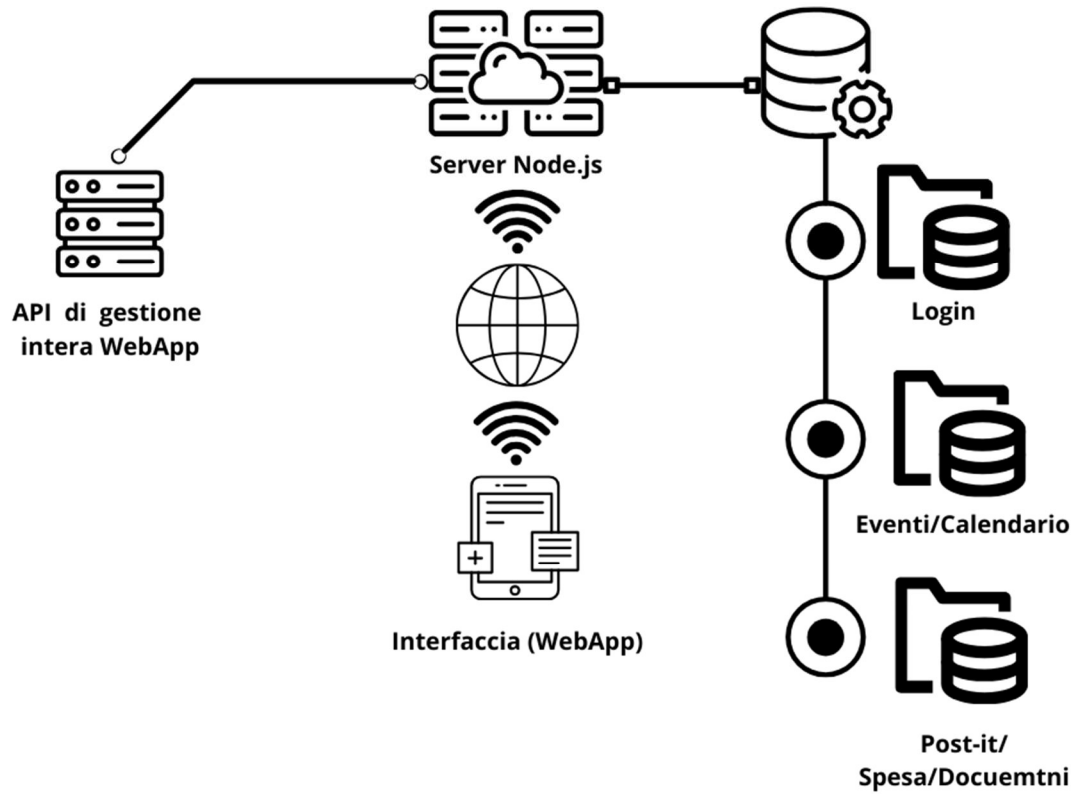 Server Node.js
API di gestione
intera WebApp
Login
Eventi/Calendario
Interfaccia (WebApp)
Post-it/
Spesa/Docuemtni